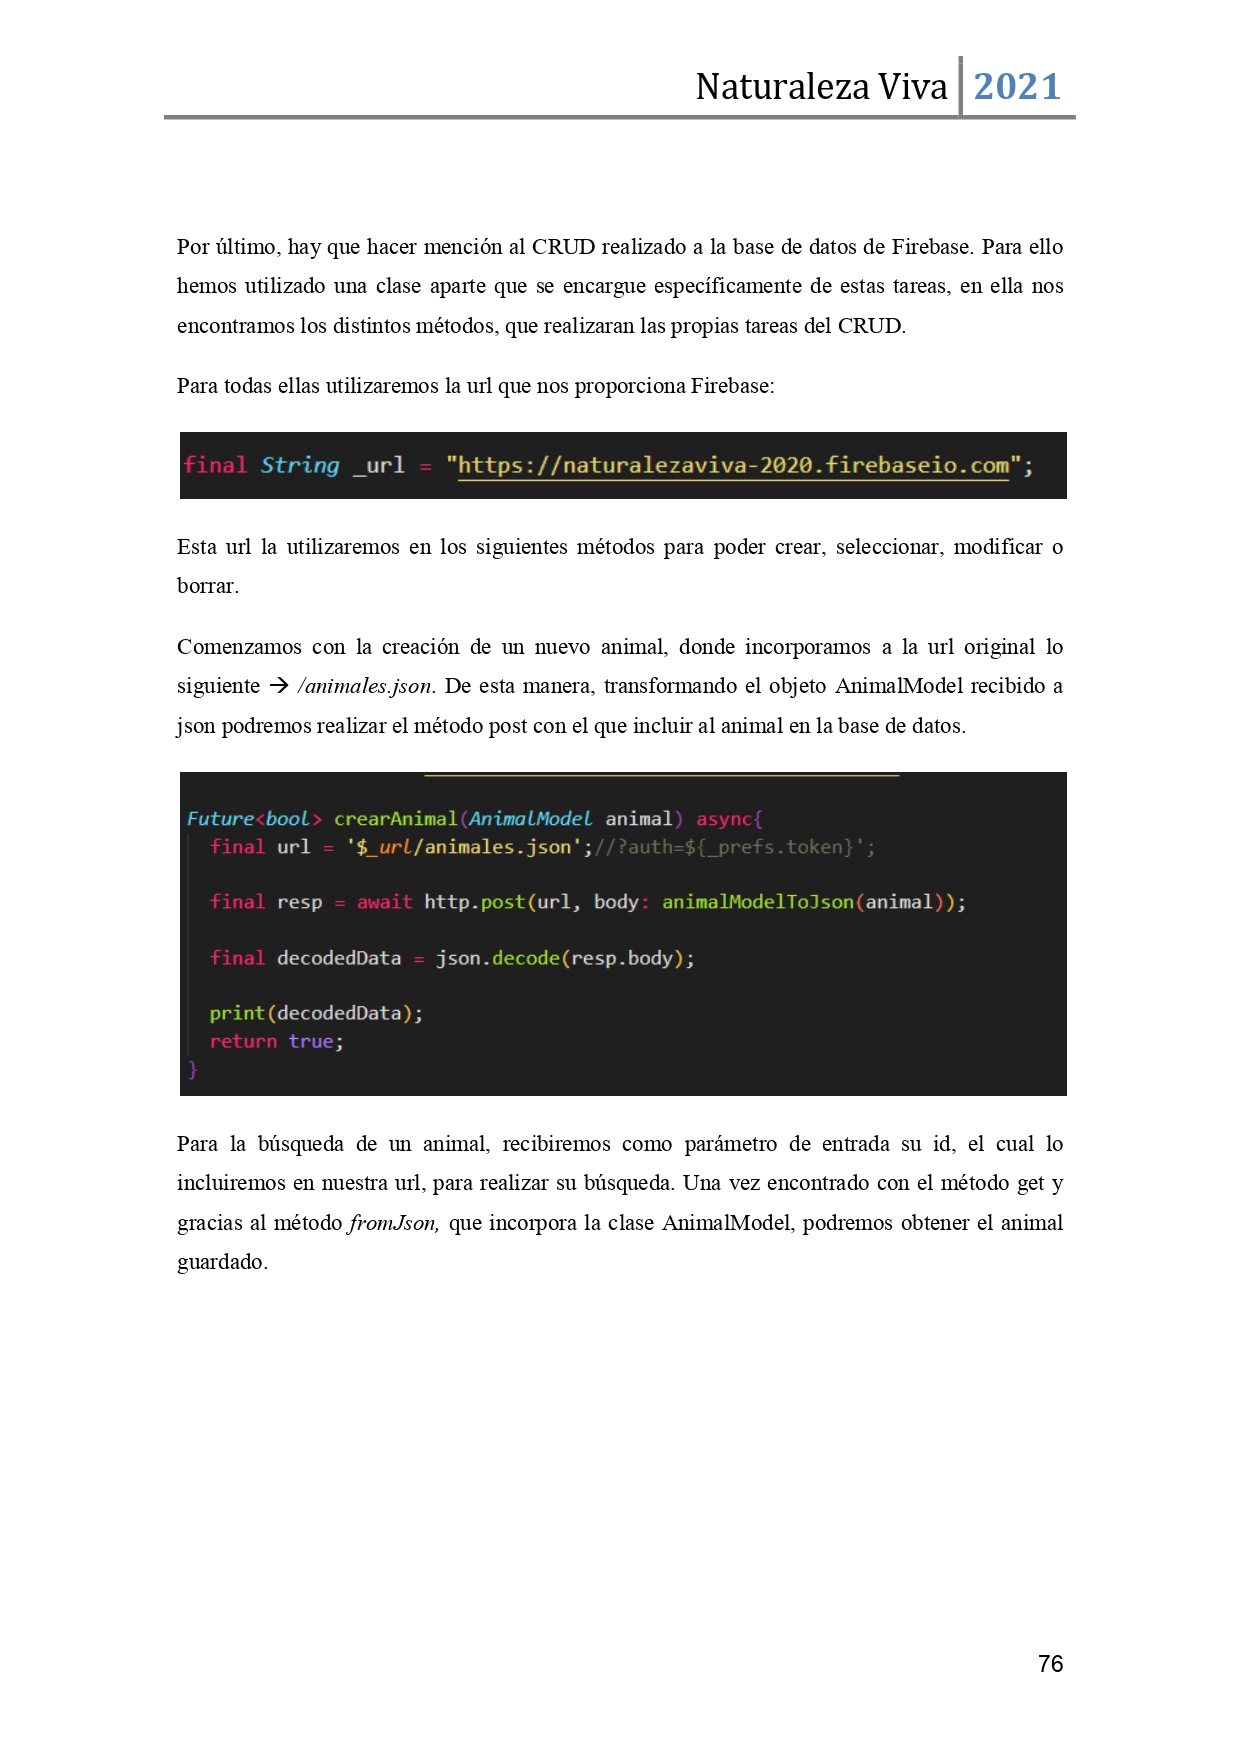 Naturaleza Viva 2021
Por último, hay que hacer mención al CRUD realizado a la base de datos de Firebase. Para ello
hemos utilizado una clase aparte que se encargue específicamente de estas tareas, en ella nos
encontramos los distintos métodos, que realizaran las propias tareas del CRUD.
Para todas ellas utilizaremos la url que nos proporciona Firebase:
final String _url = "https://naturalezaviva-2020.firebaseio.com";
Esta url la utilizaremos en los siguientes métodos para poder crear, seleccionar, modificar o
borrar.
Comenzamos con la creación de un nuevo animal, donde incorporamos a la url original lo
siguiente → /animales.json. De esta manera, transformando el objeto AnimalModel recibido a
json podremos realizar el método post con el que incluir al animal en la base de datos.
Future<bool> crearAnimal(AnimalModel animal) async{
final url = '$_url/animales.json';//?auth=${_prefs.token}';
final resp = await http.post(url, body: animalModelToJson(animal));
final decodedData = json.decode(resp.body);
print(decodedData);
return true;
}
Para la búsqueda de un animal, recibiremos como parámetro de entrada su id, el cual lo
incluiremos en nuestra url, para realizar su búsqueda. Una vez encontrado con el método get y
gracias al método fromJson, que incorpora la clase AnimalModel, podremos obtener el animal
guardado.
76